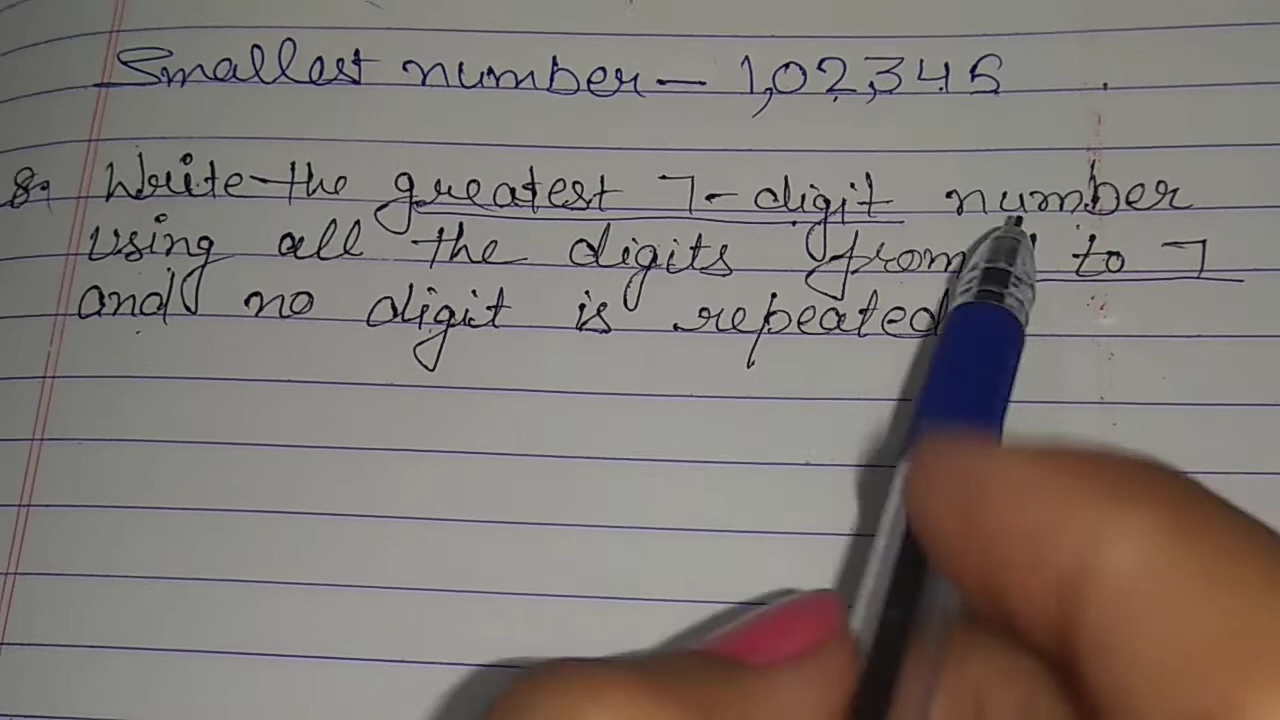 Smallest number - 1,02,345
8. Write the greatest 7-digit number
using all the digits from to 7
and no digit is repeated